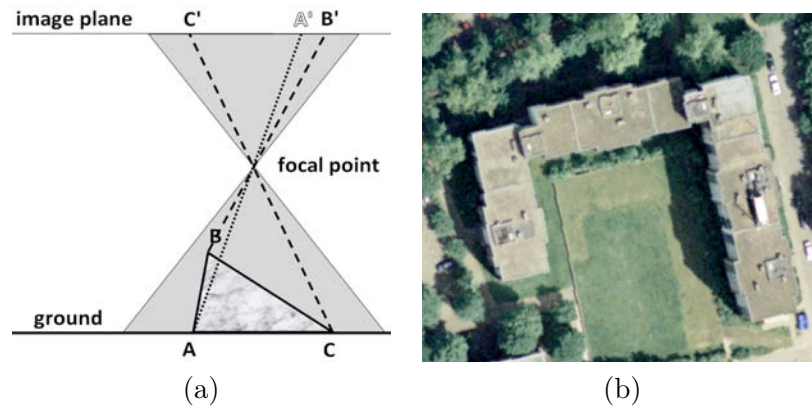 image plane C' A' B'
focal point
B
ground
A C
(a) (b)